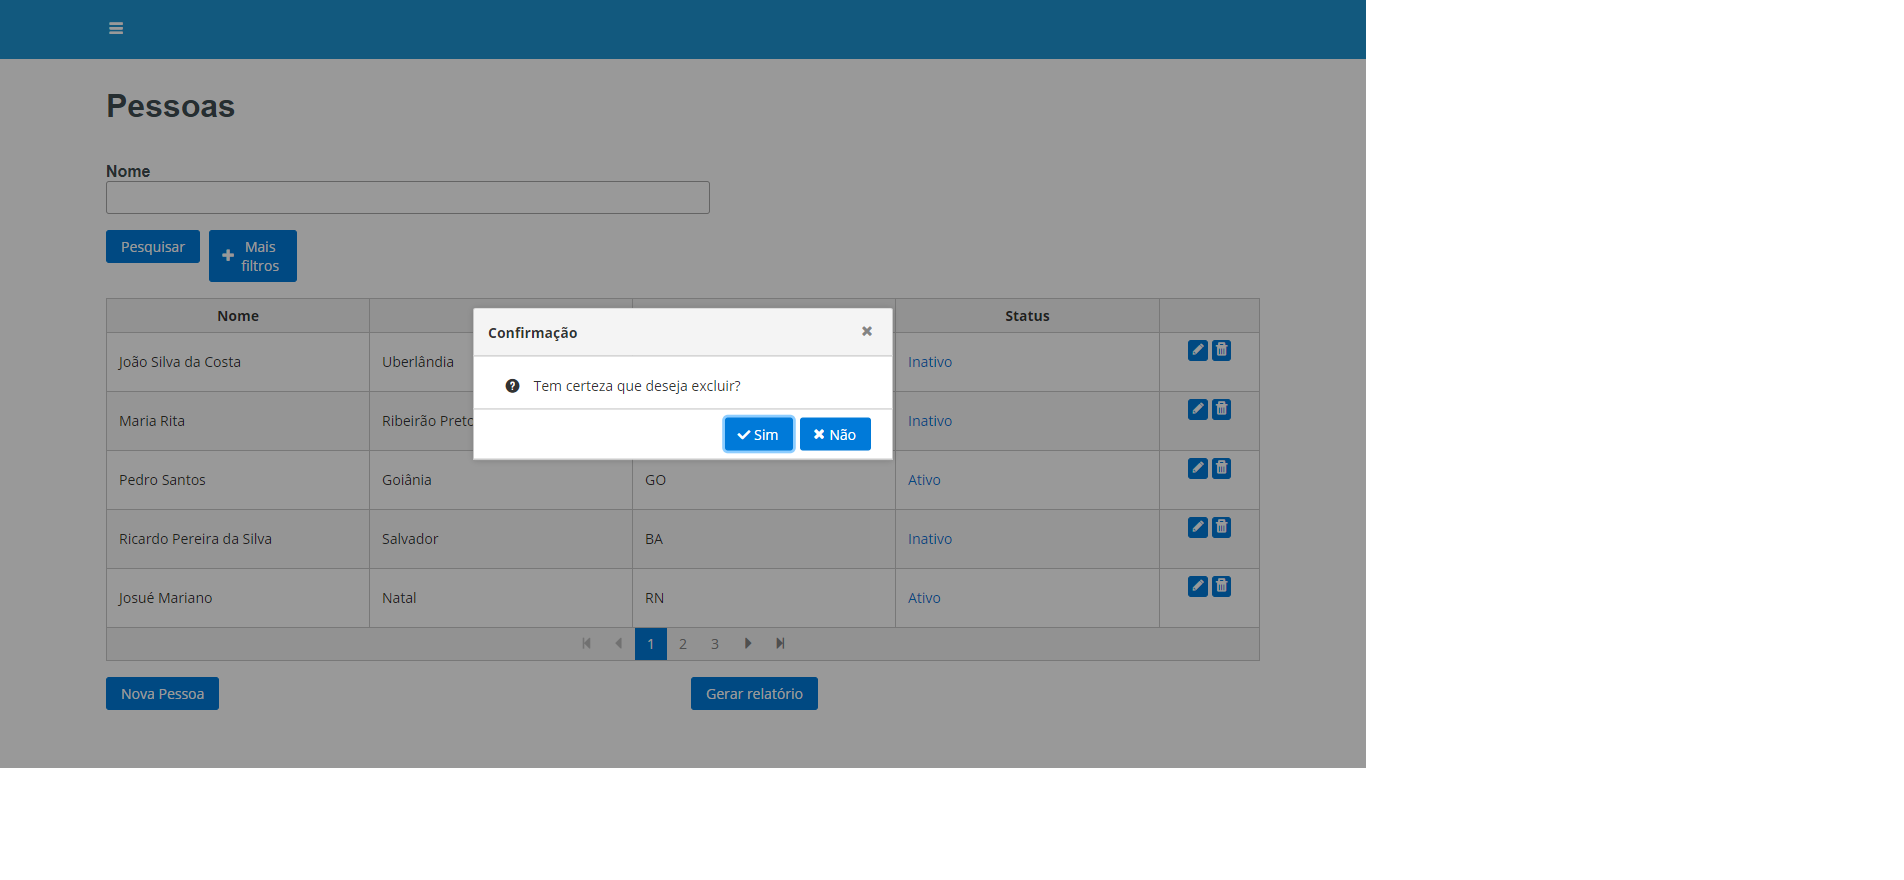 Pessoas
Nome
Pesquisar
Mais
filtros
Nome Status
Confirmação
João Silva da Costa Uberlândia Inativo
Tem certeza que deseja excluir?
Maria Rita Ribeirão Preto Inativo
Sim Não
Pedro Santos Goiânia GO Ativo
Ricardo Pereira da Silva Salvador BA Inativo
Josué Mariano Natal RN Ativo
1 2 3
Nova Pessoa Gerar relatório